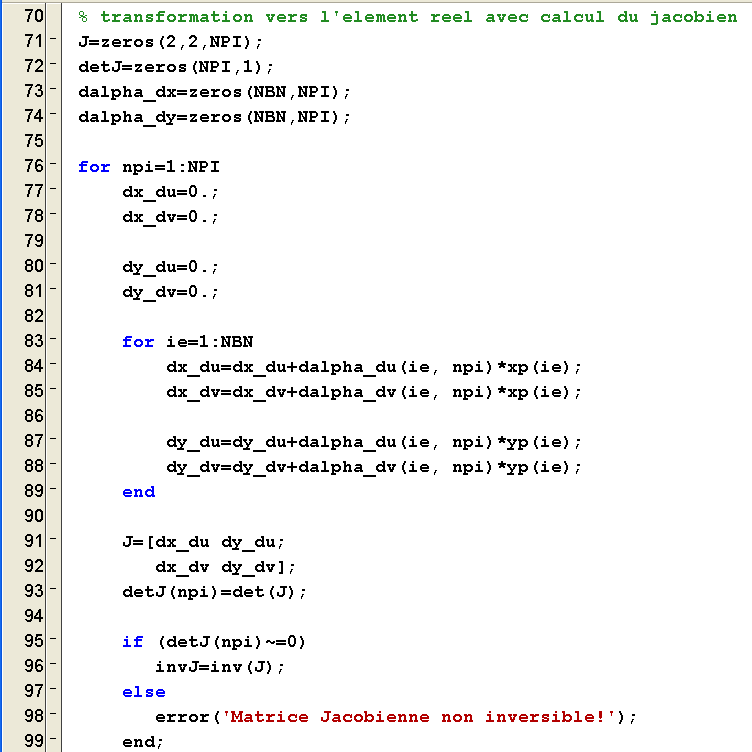 70 % transformation vers l'element reel avec calcul du jacobien
71 - J=zeros(2,2,NPI);
72 - detJ=zeros(NPI,1);
73 - dalpha_dx=zeros(NBN,NPI);
74 - dalpha_dy=zeros(NBN,NPI);
75
76 - for npi=1:NPI
77 - dx_du=0.;
78 - dx_dv=0.;
79
80 - dy_du=0.;
81 - dy_dv=0.;
82
83 - for ie=1:NBN
84 - dx_du=dx_du+dalpha_du(ie, npi)*xp(ie);
85 - dx_dv=dx_dv+dalpha_dv(ie, npi)*xp(ie);
86
87 - dy_du=dy_du+dalpha_du(ie, npi)*yp(ie);
88 - dy_dv=dy_dv+dalpha_dv(ie, npi)*yp(ie);
89 - end
90
91 - J=[dx_du dy_du;
92 dx_dv dy_dv];
93 - detJ(npi)=det(J);
94
95 - if (detJ(npi)~=0)
96 - invJ=inv(J);
97 - else
98 - error('Matrice Jacobienne non inversible!');
99 - end;